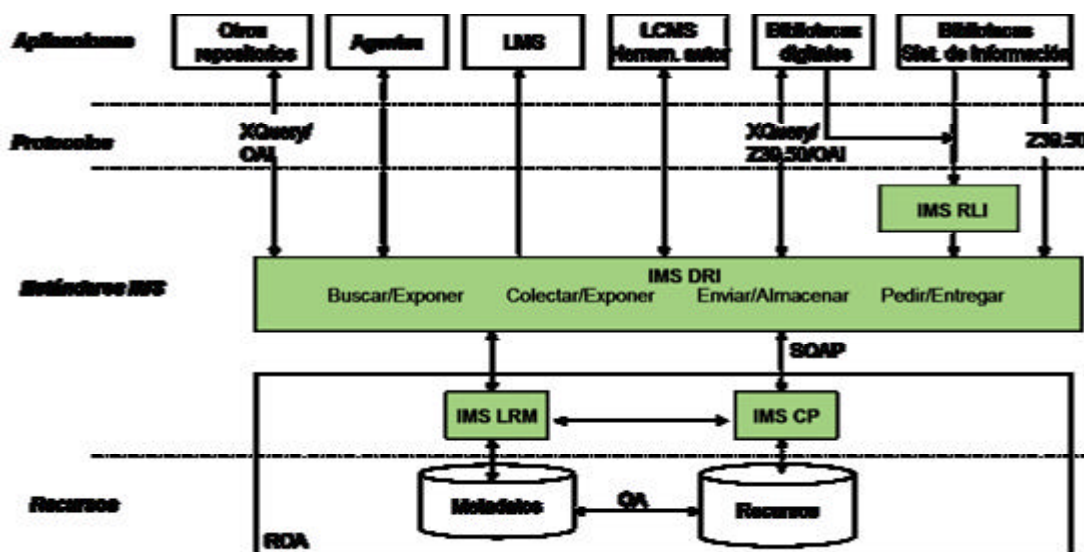 Aplicaciones
Otros
repositorios
Agentes
LMS
LCMS
Herram. autor
Bibliotecas
digitales
Bibliotecas
Sist. de Información
Protocolos
XQuery/
OAI
XQuery/
Z39.50/OAI
Z39.50
IMS RLI
Estándares IMS
IMS DRI
Buscar/Exponer
Colectar/Exponer
Enviar/Almacenar
Pedir/Entregar
SOAP
IMS LRM
IMS CP
Recursos
Metadatos
OA
Recursos
ROA